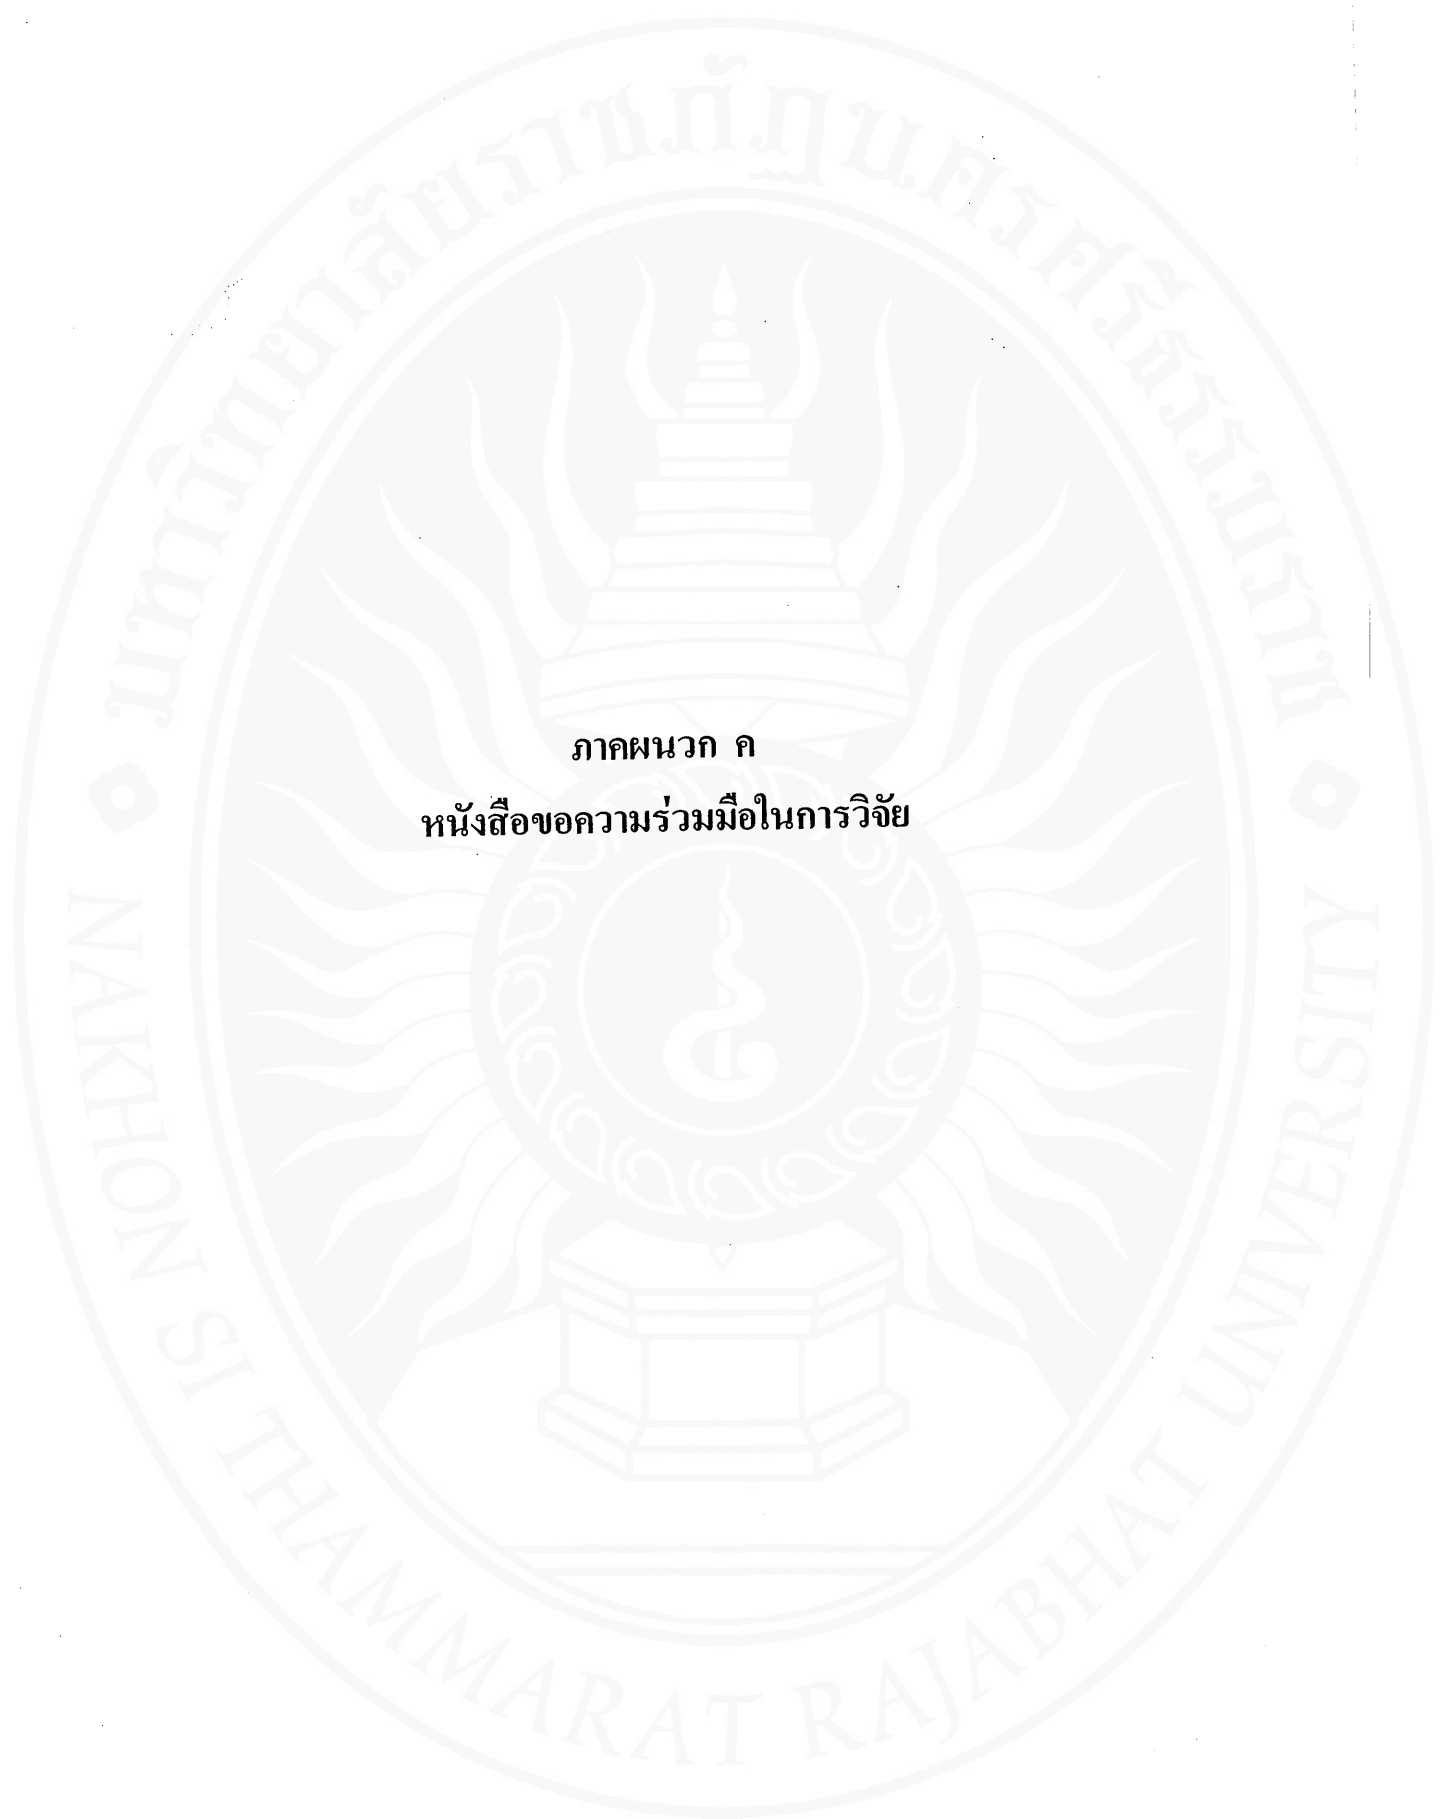 มหาวิทยาลัยราชภัฏนครศรีธรรมราช
ภาคผนวก ค
หนังสือขอความร่วมมือในการวิจัย
NAKHON SI THAMMARAT RAJABHAT UNIVERSITY